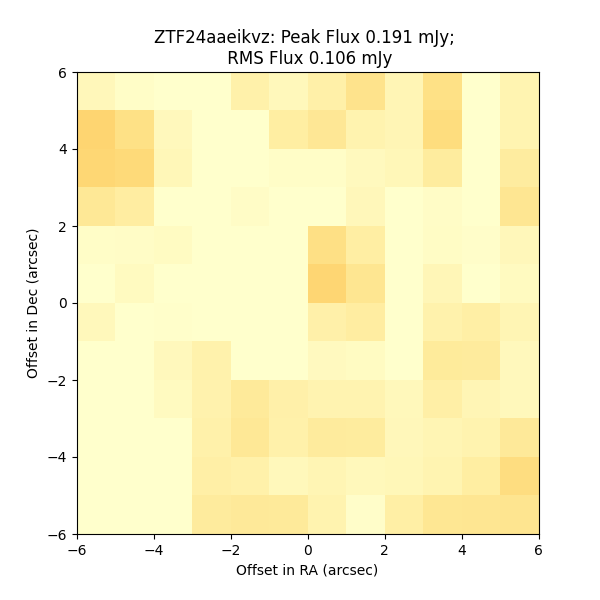 ZTF24aaeikvz: Peak Flux 0.191 mJy;
RMS Flux 0.106 mJy
6
4
2
0
−2
−4
−6
Offset in Dec (arcsec)
−6 −4 −2 0 2 4 6
Offset in RA (arcsec)